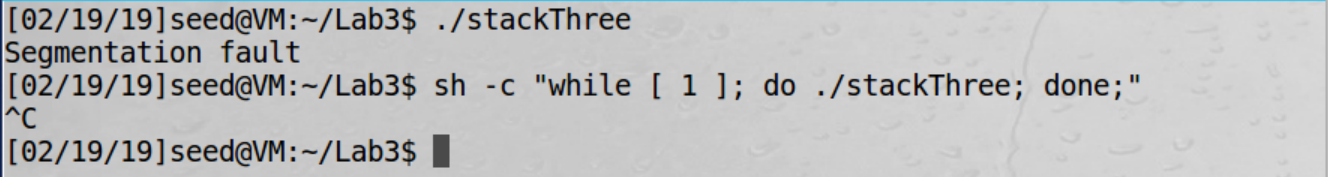 [02/19/19]seed@VM:~/Lab3$ ./stackThree
Segmentation fault
[02/19/19]seed@VM:~/Lab3$ sh -c "while [ 1 ]; do ./stackThree; done;"
^C
[02/19/19]seed@VM:~/Lab3$